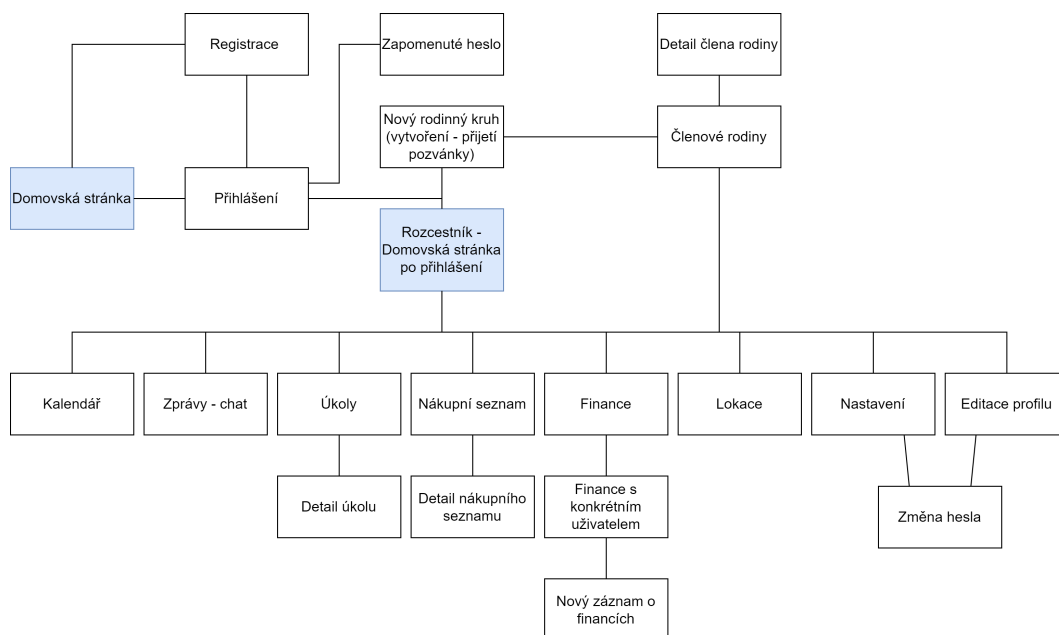 Registrace
Zapomenuté heslo
Detail člena rodiny
Nový rodinný kruh
(vytvoření - přijetí
pozvánky)
Členové rodiny
Domovská stránka
Přihlášení
Rozcestník -
Domovská stránka
po přihlášení
Kalendář
Zprávy - chat
Úkoly
Nákupní seznam
Finance
Lokace
Nastavení
Editace profilu
Detail úkolu
Detail nákupního
seznamu
Finance s
konkrétním
uživatelem
Změna hesla
Nový záznam o
financích